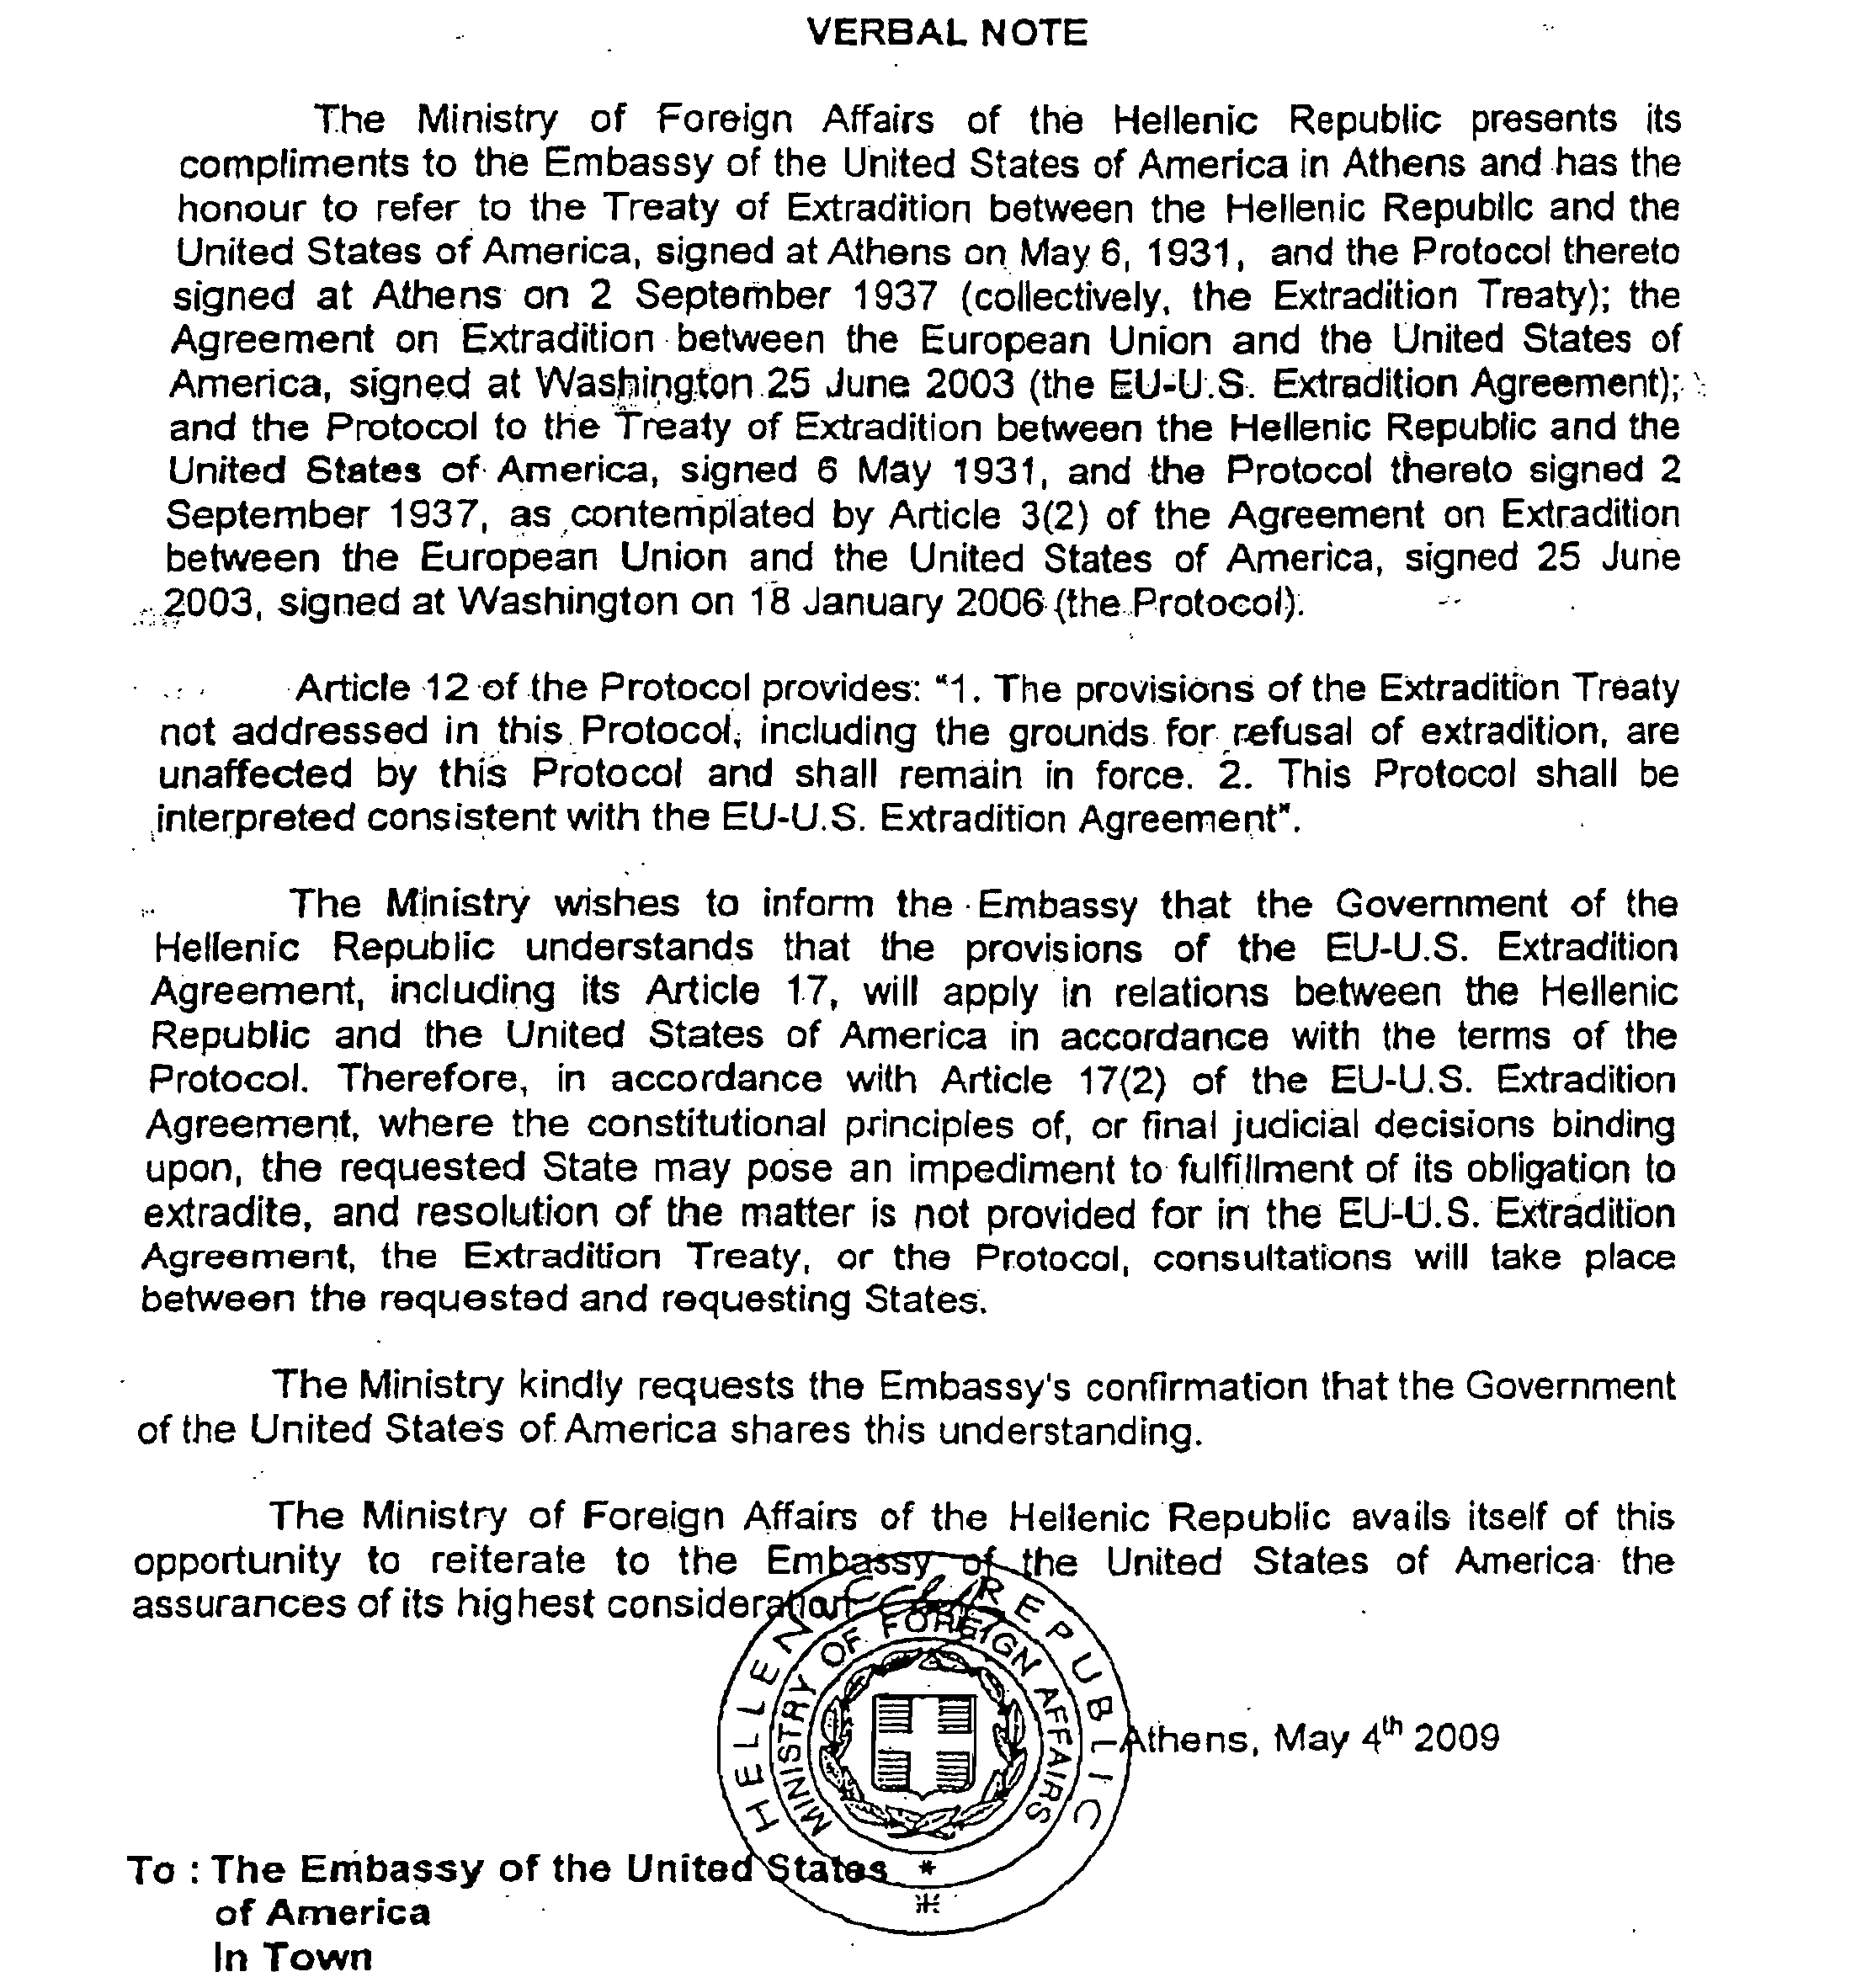 VERBAL NOTE
The Ministry of Foreign Affairs of the Hellenic Republic presents its
compliments to the Embassy of the United States of America in Athens and has the
honour to refer to the Treaty of Extradition between the Hellenic Republic and the
United States of America, signed at Athens on May 6, 1931, and the Protocol thereto
signed at Athens on 2 September 1937 (collectively, the Extradition Treaty); the
Agreement on Extradition between the European Union and the United States of
America, signed at Washington 25 June 2003 (the EU-U.S. Extradition Agreement);
and the Protocol to the Treaty of Extradition between the Hellenic Republic and the
United States of America, signed 6 May 1931, and the Protocol thereto signed 2
September 1937, as contemplated by Article 3(2) of the Agreement on Extradition
between the European Union and the United States of America, signed 25 June
2003, signed at Washington on 18 January 2006 (the Protocol).
Article 12 of the Protocol provides: "1. The provisions of the Extradition Treaty
not addressed in this Protocol, including the grounds for refusal of extradition, are
unaffected by this Protocol and shall remain in force. 2. This Protocol shall be
interpreted consistent with the EU-U.S. Extradition Agreement".
The Ministry wishes to inform the Embassy that the Government of the
Hellenic Republic understands that the provisions of the EU-U.S. Extradition
Agreement, including its Article 17, will apply in relations between the Hellenic
Republic and the United States of America in accordance with the terms of the
Protocol. Therefore, in accordance with Article 17(2) of the EU-U.S. Extradition
Agreement, where the constitutional principles of, or final judicial decisions binding
upon, the requested State may pose an impediment to fulfillment of its obligation to
extradite, and resolution of the matter is not provided for in the EU-U.S. Extradition
Agreement, the Extradition Treaty, or the Protocol, consultations will take place
between the requested and requesting States.
The Ministry kindly requests the Embassy's confirmation that the Government
of the United States of America shares this understanding.
The Ministry of Foreign Affairs of the Hellenic Republic avails itself of this
opportunity to reiterate to the Embassy of the United States of America the
assurances of its highest consideration
HELLENIC REPUBLIC
MINISTRY OF FOREIGN AFFAIRS
Athens, May 4th 2009
To : The Embassy of the United States
of America
In Town